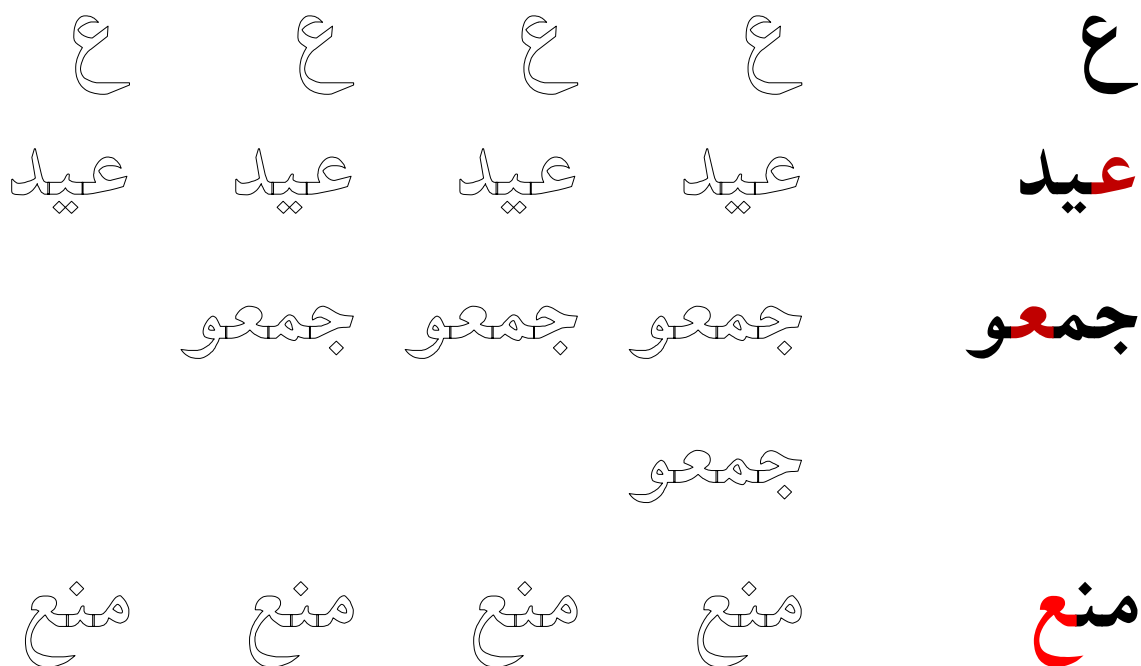 ع ع ع ع ع
عيد عيد عيد عيد عيد
جمعو جمعو جمعو جمعو
جمعو
منع منع منع منع منع